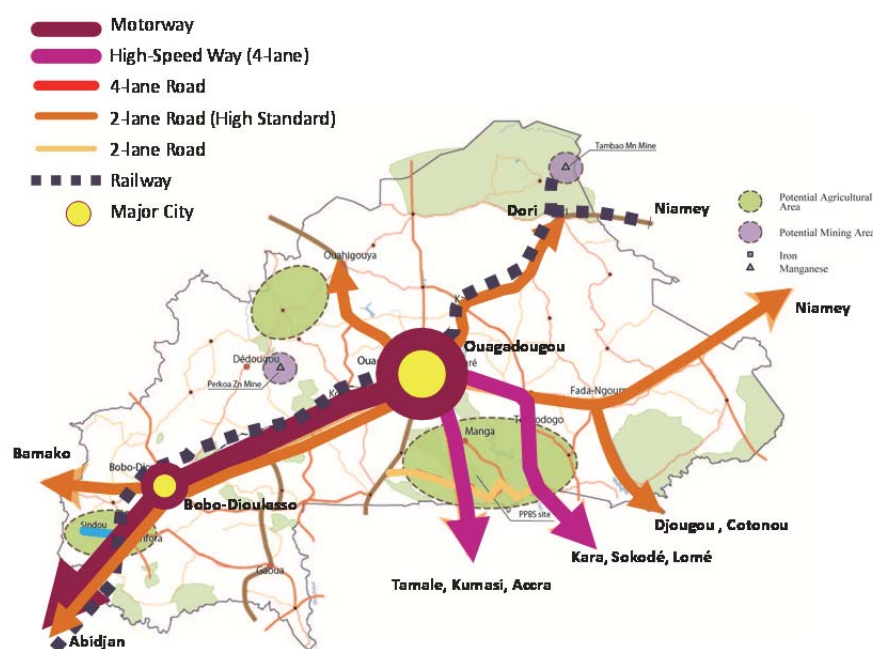 Motorway
High-Speed Way (4-lane)
4-lane Road
2-lane Road (High Standard)
2-lane Road
Railway
Major City
Tambao Mn Mine
Dori
Niamey
Potential Agricultural
Area
Potential Mining Area
Iron
Manganese
Ouahigouya
Niamey
Ouagadougou
Dédougou
Perkoa Zn Mine
Fada-Ngourm
Manga
Bamako
Bobo-Dioulasso
PPBS site
Djougou , Cotonou
Sindou
Gaoua
Kara, Sokodé, Lomé
Tamale, Kumasi, Accra
Abidjan